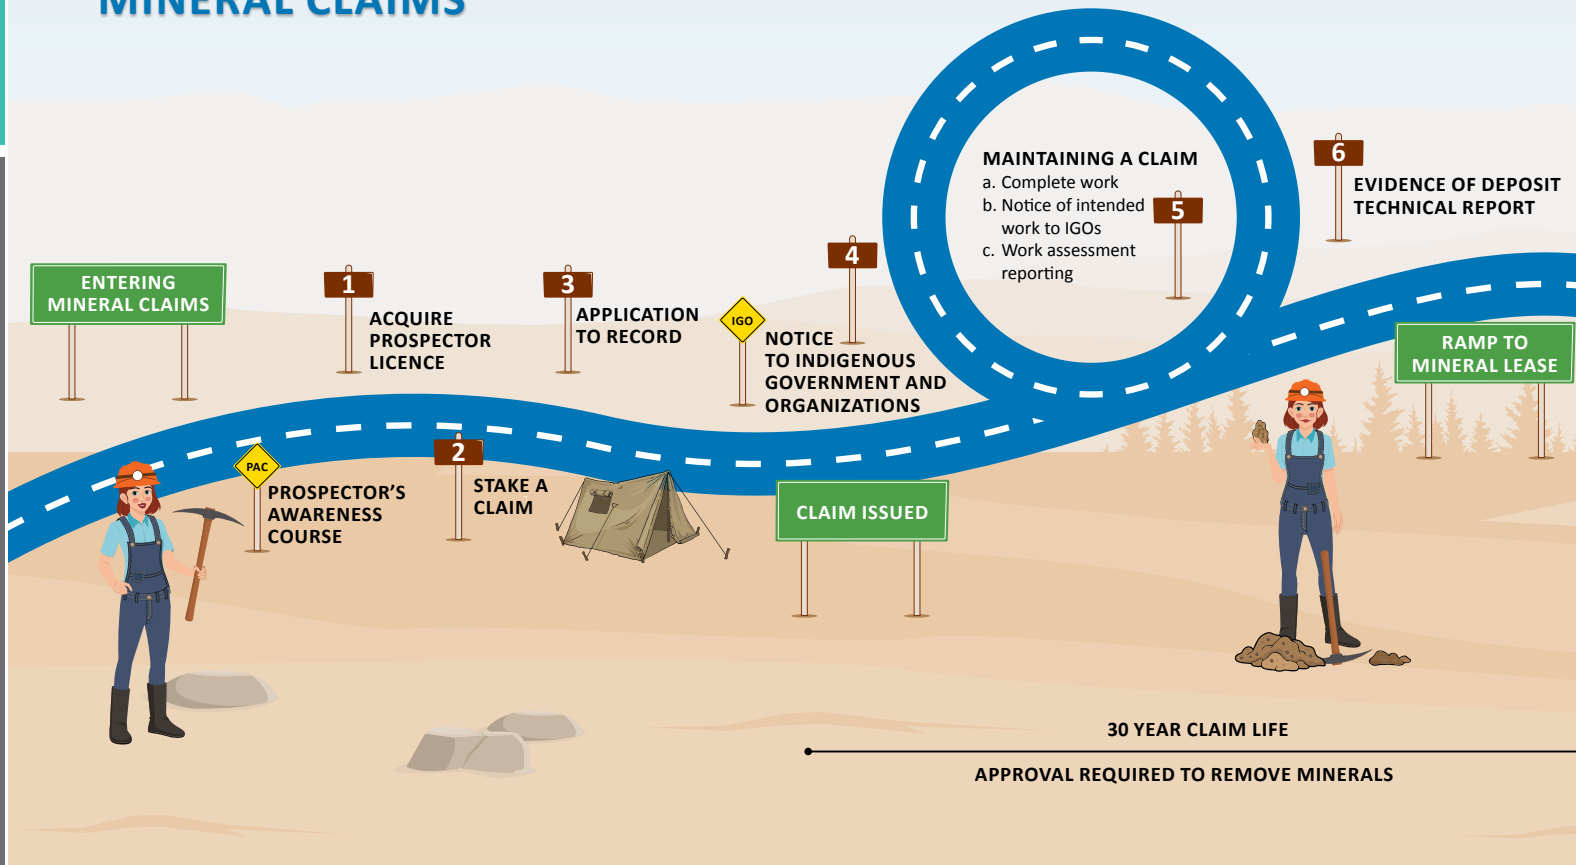 MINERAL CLAIMS
ENTERING
MINERAL CLAIMS
1
ACQUIRE
PROSPECTOR
LICENCE
PAC
PROSPECTOR'S
AWARENESS
COURSE
2
STAKE A
CLAIM
3
APPLICATION
TO RECORD
IGO
4
NOTICE
TO INDIGENOUS
GOVERNMENT AND
ORGANIZATIONS
CLAIM ISSUED
MAINTAINING A CLAIM
a. Complete work
b. Notice of intended
work to IGOs
c. Work assessment
reporting
5
6
EVIDENCE OF DEPOSIT
TECHNICAL REPORT
RAMP TO
MINERAL LEASE
30 YEAR CLAIM LIFE
APPROVAL REQUIRED TO REMOVE MINERALS